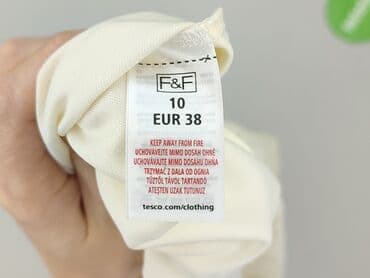 F&F
10
EUR 38
KEEP AWAY FROM FIRE
UCHOVÁVEJTE MIMO DOSAH OHNĚ
UCHOVÁVAJTE MIMO DOSAHU OHŇA
TRZYMAĆ Z DALA OD OGNIA
TŰZTŐL TÁVOL TARTANDÓ
ATEŞTEN UZAK TUTUNUZ
tesco.com/clothing